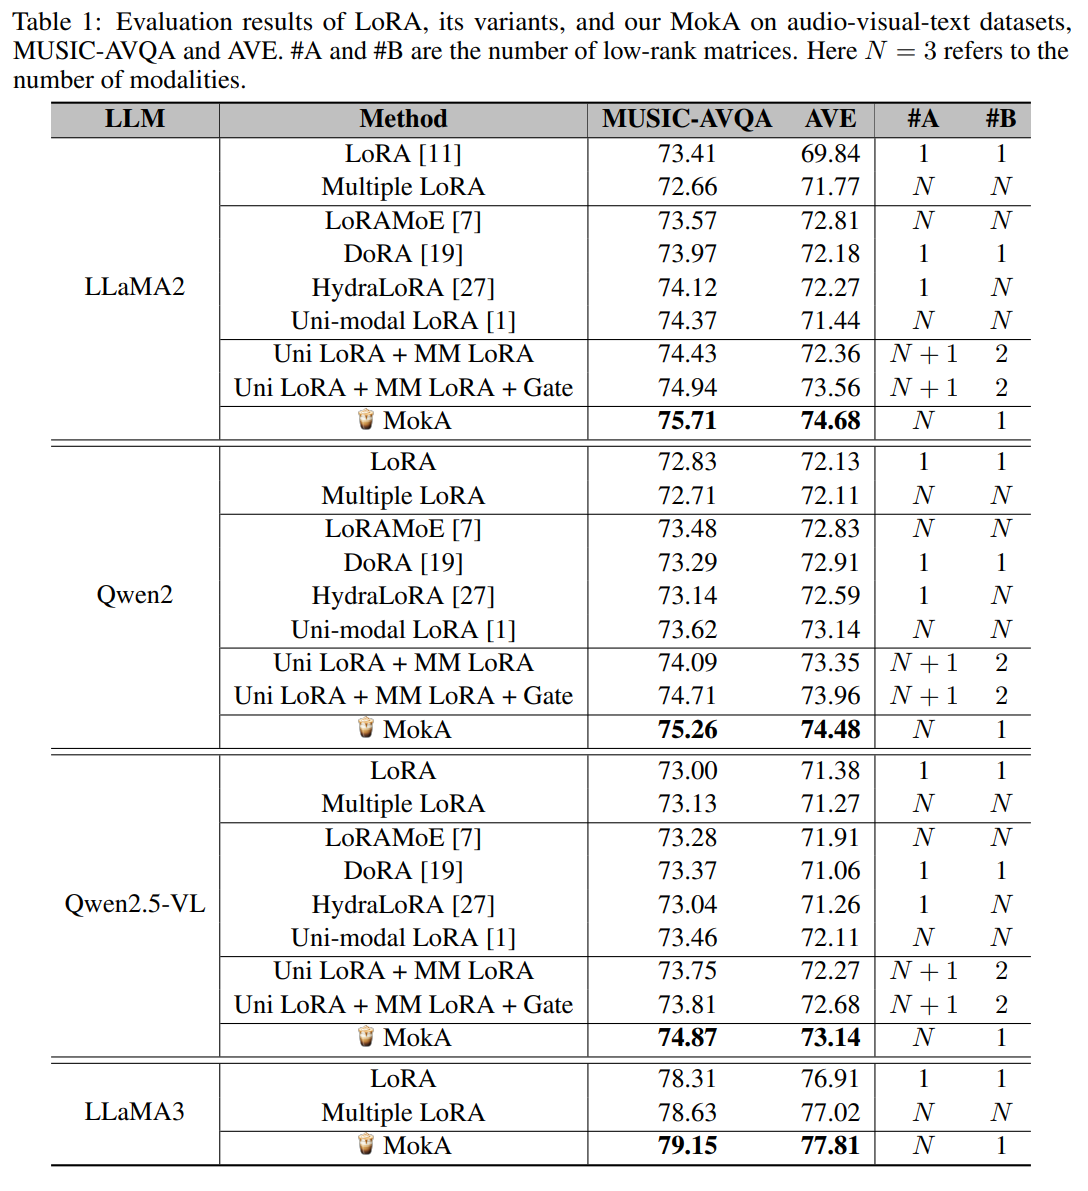 Table 1: Evaluation results of LoRA, its variants, and our MokA on audio-visual-text datasets,
MUSIC-AVQA and AVE. #A and #B are the number of low-rank matrices. Here N = 3 refers to the
number of modalities.
LLM Method MUSIC-AVQA AVE #A #B
LoRA [11] 73.41 69.84 1 1
Multiple LoRA 72.66 71.77 N N
LoRAMoE [7] 73.57 72.81 N N
DoRA [19] 73.97 72.18 1 1
LLaMA2 HydraLoRA [27] 74.12 72.27 1 N
Uni-modal LoRA [1] 74.37 71.44 N N
Uni LoRA + MM LoRA 74.43 72.36 N + 1 2
Uni LoRA + MM LoRA + Gate 74.94 73.56 N + 1 2
MokA 75.71 74.68 N 1
LoRA 72.83 72.13 1 1
Multiple LoRA 72.71 72.11 N N
LoRAMoE [7] 73.48 72.83 N N
DoRA [19] 73.29 72.91 1 1
Qwen2 HydraLoRA [27] 73.14 72.59 1 N
Uni-modal LoRA [1] 73.62 73.14 N N
Uni LoRA + MM LoRA 74.09 73.35 N + 1 2
Uni LoRA + MM LoRA + Gate 74.71 73.96 N + 1 2
MokA 75.26 74.48 N 1
LoRA 73.00 71.38 1 1
Multiple LoRA 73.13 71.27 N N
LoRAMoE [7] 73.28 71.91 N N
DoRA [19] 73.37 71.06 1 1
Qwen2.5-VL HydraLoRA [27] 73.04 71.26 1 N
Uni-modal LoRA [1] 73.46 72.11 N N
Uni LoRA + MM LoRA 73.75 72.27 N + 1 2
Uni LoRA + MM LoRA + Gate 73.81 72.68 N + 1 2
MokA 74.87 73.14 N 1
LoRA 78.31 76.91 1 1
LLaMA3 Multiple LoRA 78.63 77.02 N N
MokA 79.15 77.81 N 1